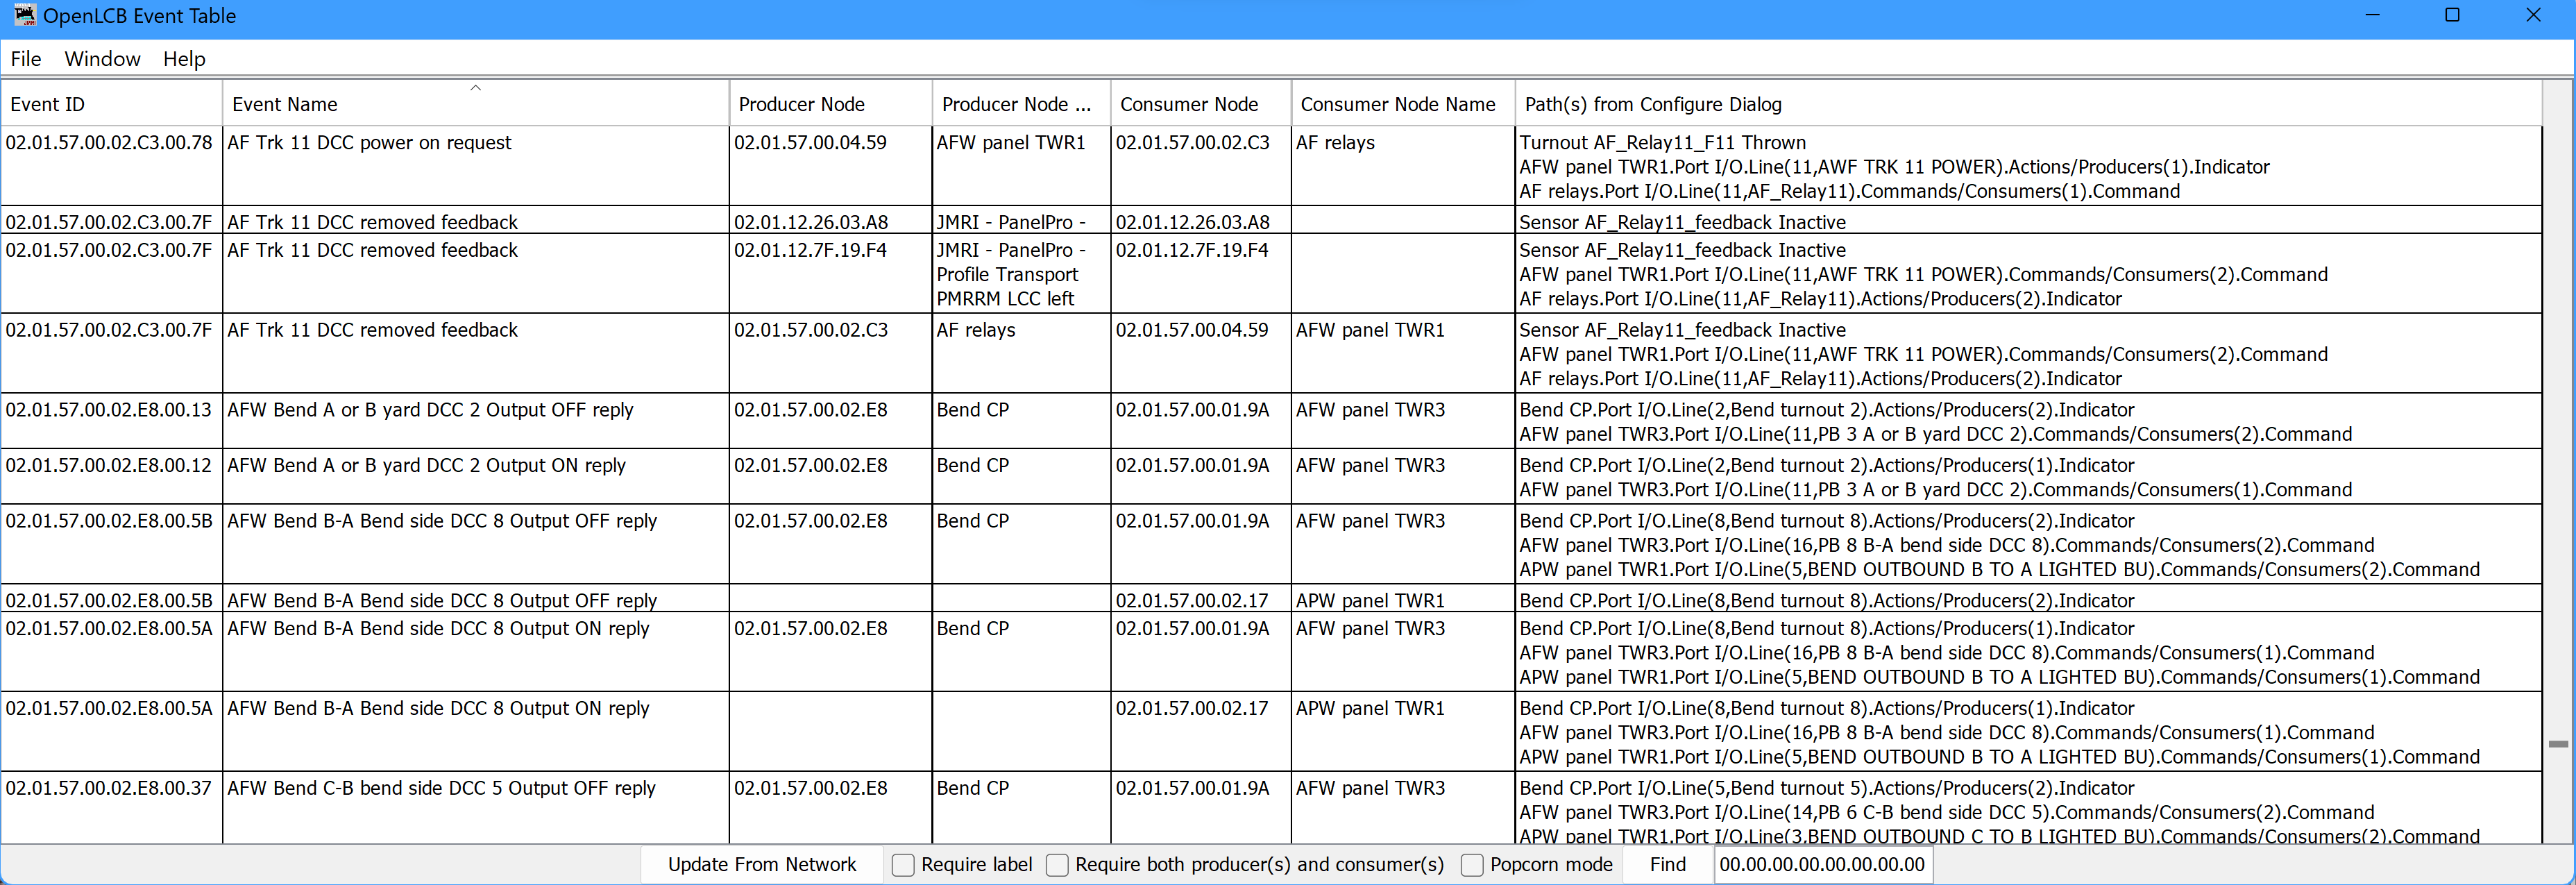 OpenLCB Event Table
File Window Help
Event ID Event Name Producer Node Producer Node ... Consumer Node Consumer Node Name Path(s) from Configure Dialog
02.01.57.00.02.C3.00.78 AF Trk 11 DCC power on request 02.01.57.00.04.59 AFW panel TWR1 02.01.57.00.02.C3 AF relays Turnout AF_Relay11_F11 Thrown
AFW panel TWR1.Port I/O.Line(11,AWF TRK 11 POWER).Actions/Producers(1).Indicator
AF relays.Port I/O.Line(11,AF_Relay11).Commands/Consumers(1).Command
02.01.57.00.02.C3.00.7F AF Trk 11 DCC removed feedback 02.01.12.26.03.A8 JMRI - PanelPro - 02.01.12.26.03.A8 Sensor AF_Relay11_feedback Inactive
02.01.57.00.02.C3.00.7F AF Trk 11 DCC removed feedback 02.01.12.7F.19.F4 JMRI - PanelPro - 02.01.12.7F.19.F4 Sensor AF_Relay11_feedback Inactive
Profile Transport AFW panel TWR1.Port I/O.Line(11,AWF TRK 11 POWER).Commands/Consumers(2).Command
PMRRM LCC left AF relays.Port I/O.Line(11,AF_Relay11).Actions/Producers(2).Indicator
02.01.57.00.02.C3.00.7F AF Trk 11 DCC removed feedback 02.01.57.00.02.C3 AF relays 02.01.57.00.04.59 AFW panel TWR1 Sensor AF_Relay11_feedback Inactive
AFW panel TWR1.Port I/O.Line(11,AWF TRK 11 POWER).Commands/Consumers(2).Command
AF relays.Port I/O.Line(11,AF_Relay11).Actions/Producers(2).Indicator
02.01.57.00.02.E8.00.13 AFW Bend A or B yard DCC 2 Output OFF reply 02.01.57.00.02.E8 Bend CP 02.01.57.00.01.9A AFW panel TWR3 Bend CP.Port I/O.Line(2,Bend turnout 2).Actions/Producers(2).Indicator
AFW panel TWR3.Port I/O.Line(11,PB 3 A or B yard DCC 2).Commands/Consumers(2).Command
02.01.57.00.02.E8.00.12 AFW Bend A or B yard DCC 2 Output ON reply 02.01.57.00.02.E8 Bend CP 02.01.57.00.01.9A AFW panel TWR3 Bend CP.Port I/O.Line(2,Bend turnout 2).Actions/Producers(1).Indicator
AFW panel TWR3.Port I/O.Line(11,PB 3 A or B yard DCC 2).Commands/Consumers(1).Command
02.01.57.00.02.E8.00.5B AFW Bend B-A Bend side DCC 8 Output OFF reply 02.01.57.00.02.E8 Bend CP 02.01.57.00.01.9A AFW panel TWR3 Bend CP.Port I/O.Line(8,Bend turnout 8).Actions/Producers(2).Indicator
AFW panel TWR3.Port I/O.Line(16,PB 8 B-A bend side DCC 8).Commands/Consumers(2).Command
APW panel TWR1.Port I/O.Line(5,BEND OUTBOUND B TO A LIGHTED BU).Commands/Consumers(2).Command
02.01.57.00.02.E8.00.5B AFW Bend B-A Bend side DCC 8 Output OFF reply 02.01.57.00.02.17 APW panel TWR1 Bend CP.Port I/O.Line(8,Bend turnout 8).Actions/Producers(2).Indicator
02.01.57.00.02.E8.00.5A AFW Bend B-A Bend side DCC 8 Output ON reply 02.01.57.00.02.E8 Bend CP 02.01.57.00.01.9A AFW panel TWR3 Bend CP.Port I/O.Line(8,Bend turnout 8).Actions/Producers(1).Indicator
AFW panel TWR3.Port I/O.Line(16,PB 8 B-A bend side DCC 8).Commands/Consumers(1).Command
APW panel TWR1.Port I/O.Line(5,BEND OUTBOUND B TO A LIGHTED BU).Commands/Consumers(1).Command
02.01.57.00.02.E8.00.5A AFW Bend B-A Bend side DCC 8 Output ON reply 02.01.57.00.02.17 APW panel TWR1 Bend CP.Port I/O.Line(8,Bend turnout 8).Actions/Producers(1).Indicator
AFW panel TWR3.Port I/O.Line(16,PB 8 B-A bend side DCC 8).Commands/Consumers(1).Command
APW panel TWR1.Port I/O.Line(5,BEND OUTBOUND B TO A LIGHTED BU).Commands/Consumers(1).Command
02.01.57.00.02.E8.00.37 AFW Bend C-B bend side DCC 5 Output OFF reply 02.01.57.00.02.E8 Bend CP 02.01.57.00.01.9A AFW panel TWR3 Bend CP.Port I/O.Line(5,Bend turnout 5).Actions/Producers(2).Indicator
AFW panel TWR3.Port I/O.Line(14,PB 6 C-B bend side DCC 5).Commands/Consumers(2).Command
APW panel TWR1.Port I/O.Line(3,BEND OUTBOUND C TO B LIGHTED BU).Commands/Consumers(2).Command
Update From Network Require label Require both producer(s) and consumer(s) Popcorn mode Find 00.00.00.00.00.00.00.00